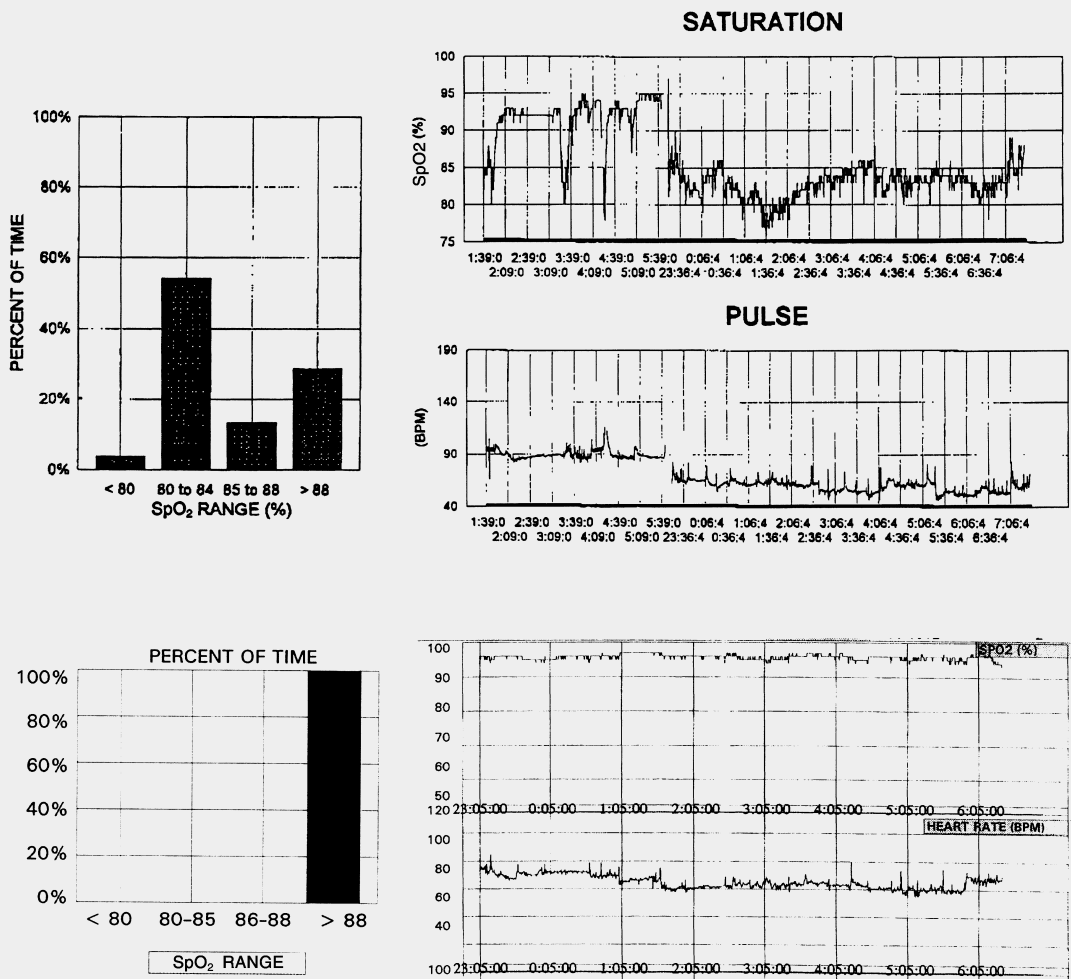 SATURATION
100
95
90
85
80
75
SpO2 (%)
1:39:0 2:39:0 3:39:0 4:39:0 5:39:0 0:06:4 1:06:4 2:06:4 3:06:4 4:06:4 5:06:4 6:06:4 7:06:4
2:09:0 3:09:0 4:09:0 5:09:0 23:36:4 0:36:4 1:36:4 2:36:4 3:36:4 4:36:4 5:36:4 6:36:4
100%
80%
60%
40%
20%
0%
PERCENT OF TIME
< 80 80 to 84 85 to 88 > 88
SpO₂ RANGE (%)
PULSE
190
140
90
40
(BPM)
1:39:0 2:39:0 3:39:0 4:39:0 5:39:0 0:06:4 1:06:4 2:06:4 3:06:4 4:06:4 5:06:4 6:06:4 7:06:4
2:09:0 3:09:0 4:09:0 5:09:0 23:36:4 0:36:4 1:36:4 2:36:4 3:36:4 4:36:4 5:36:4 6:36:4
PERCENT OF TIME
100%
80%
60%
40%
20%
0%
< 80 80–85 86–88 > 88
SpO₂ RANGE
SPO2 (%)
100
90
80
70
60
50
120 23:05:00 0:05:00 1:05:00 2:05:00 3:05:00 4:05:00 5:05:00 6:05:00
HEART RATE (BPM)
100
80
60
40
100 23:05:00 0:05:00 1:05:00 2:05:00 3:05:00 4:05:00 5:05:00 6:05:00